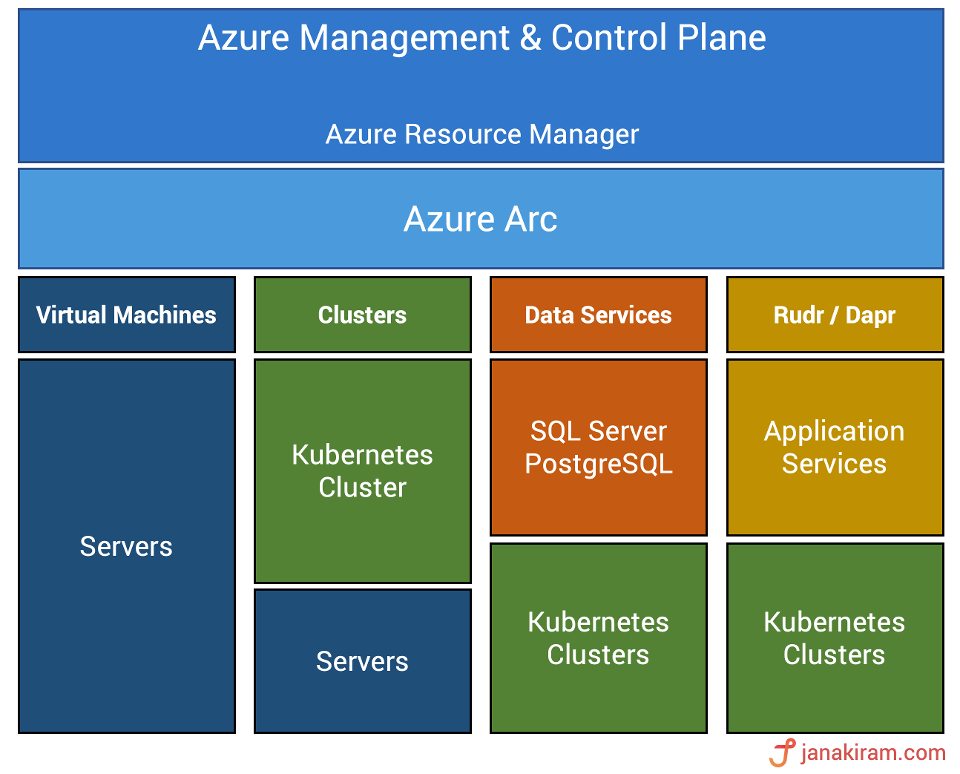 Azure Management & Control Plane
Azure Resource Manager
Azure Arc
Virtual Machines
Clusters
Data Services
Rudr / Dapr
Servers
Kubernetes
Cluster
Servers
SQL Server
PostgreSQL
Kubernetes
Clusters
Application
Services
Kubernetes
Clusters
janakiram.com